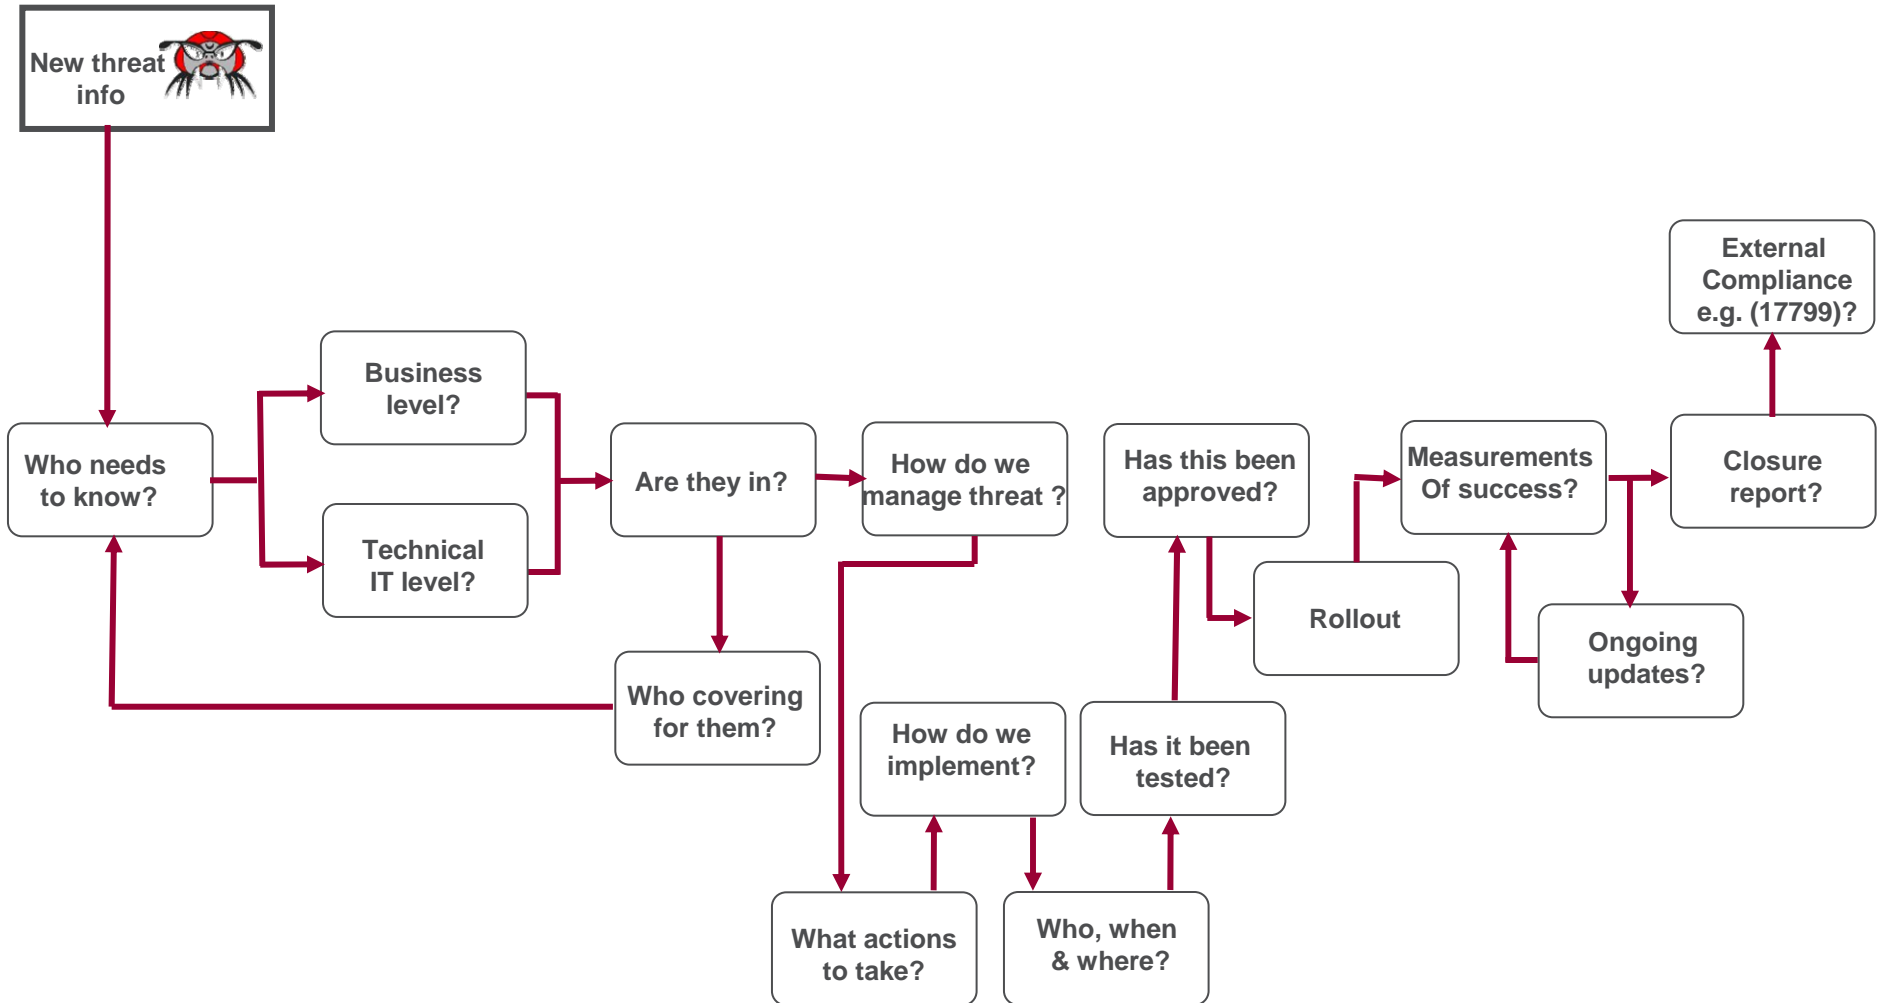 New threat
info
External
Compliance
e.g. (17799)?
Business
level?
Who needs
to know?
Are they in?
How do we
manage threat ?
Has this been
approved?
Measurements
Of success?
Closure
report?
Technical
IT level?
Rollout
Ongoing
updates?
Who covering
for them?
How do we
implement?
Has it been
tested?
What actions
to take?
Who, when
& where?